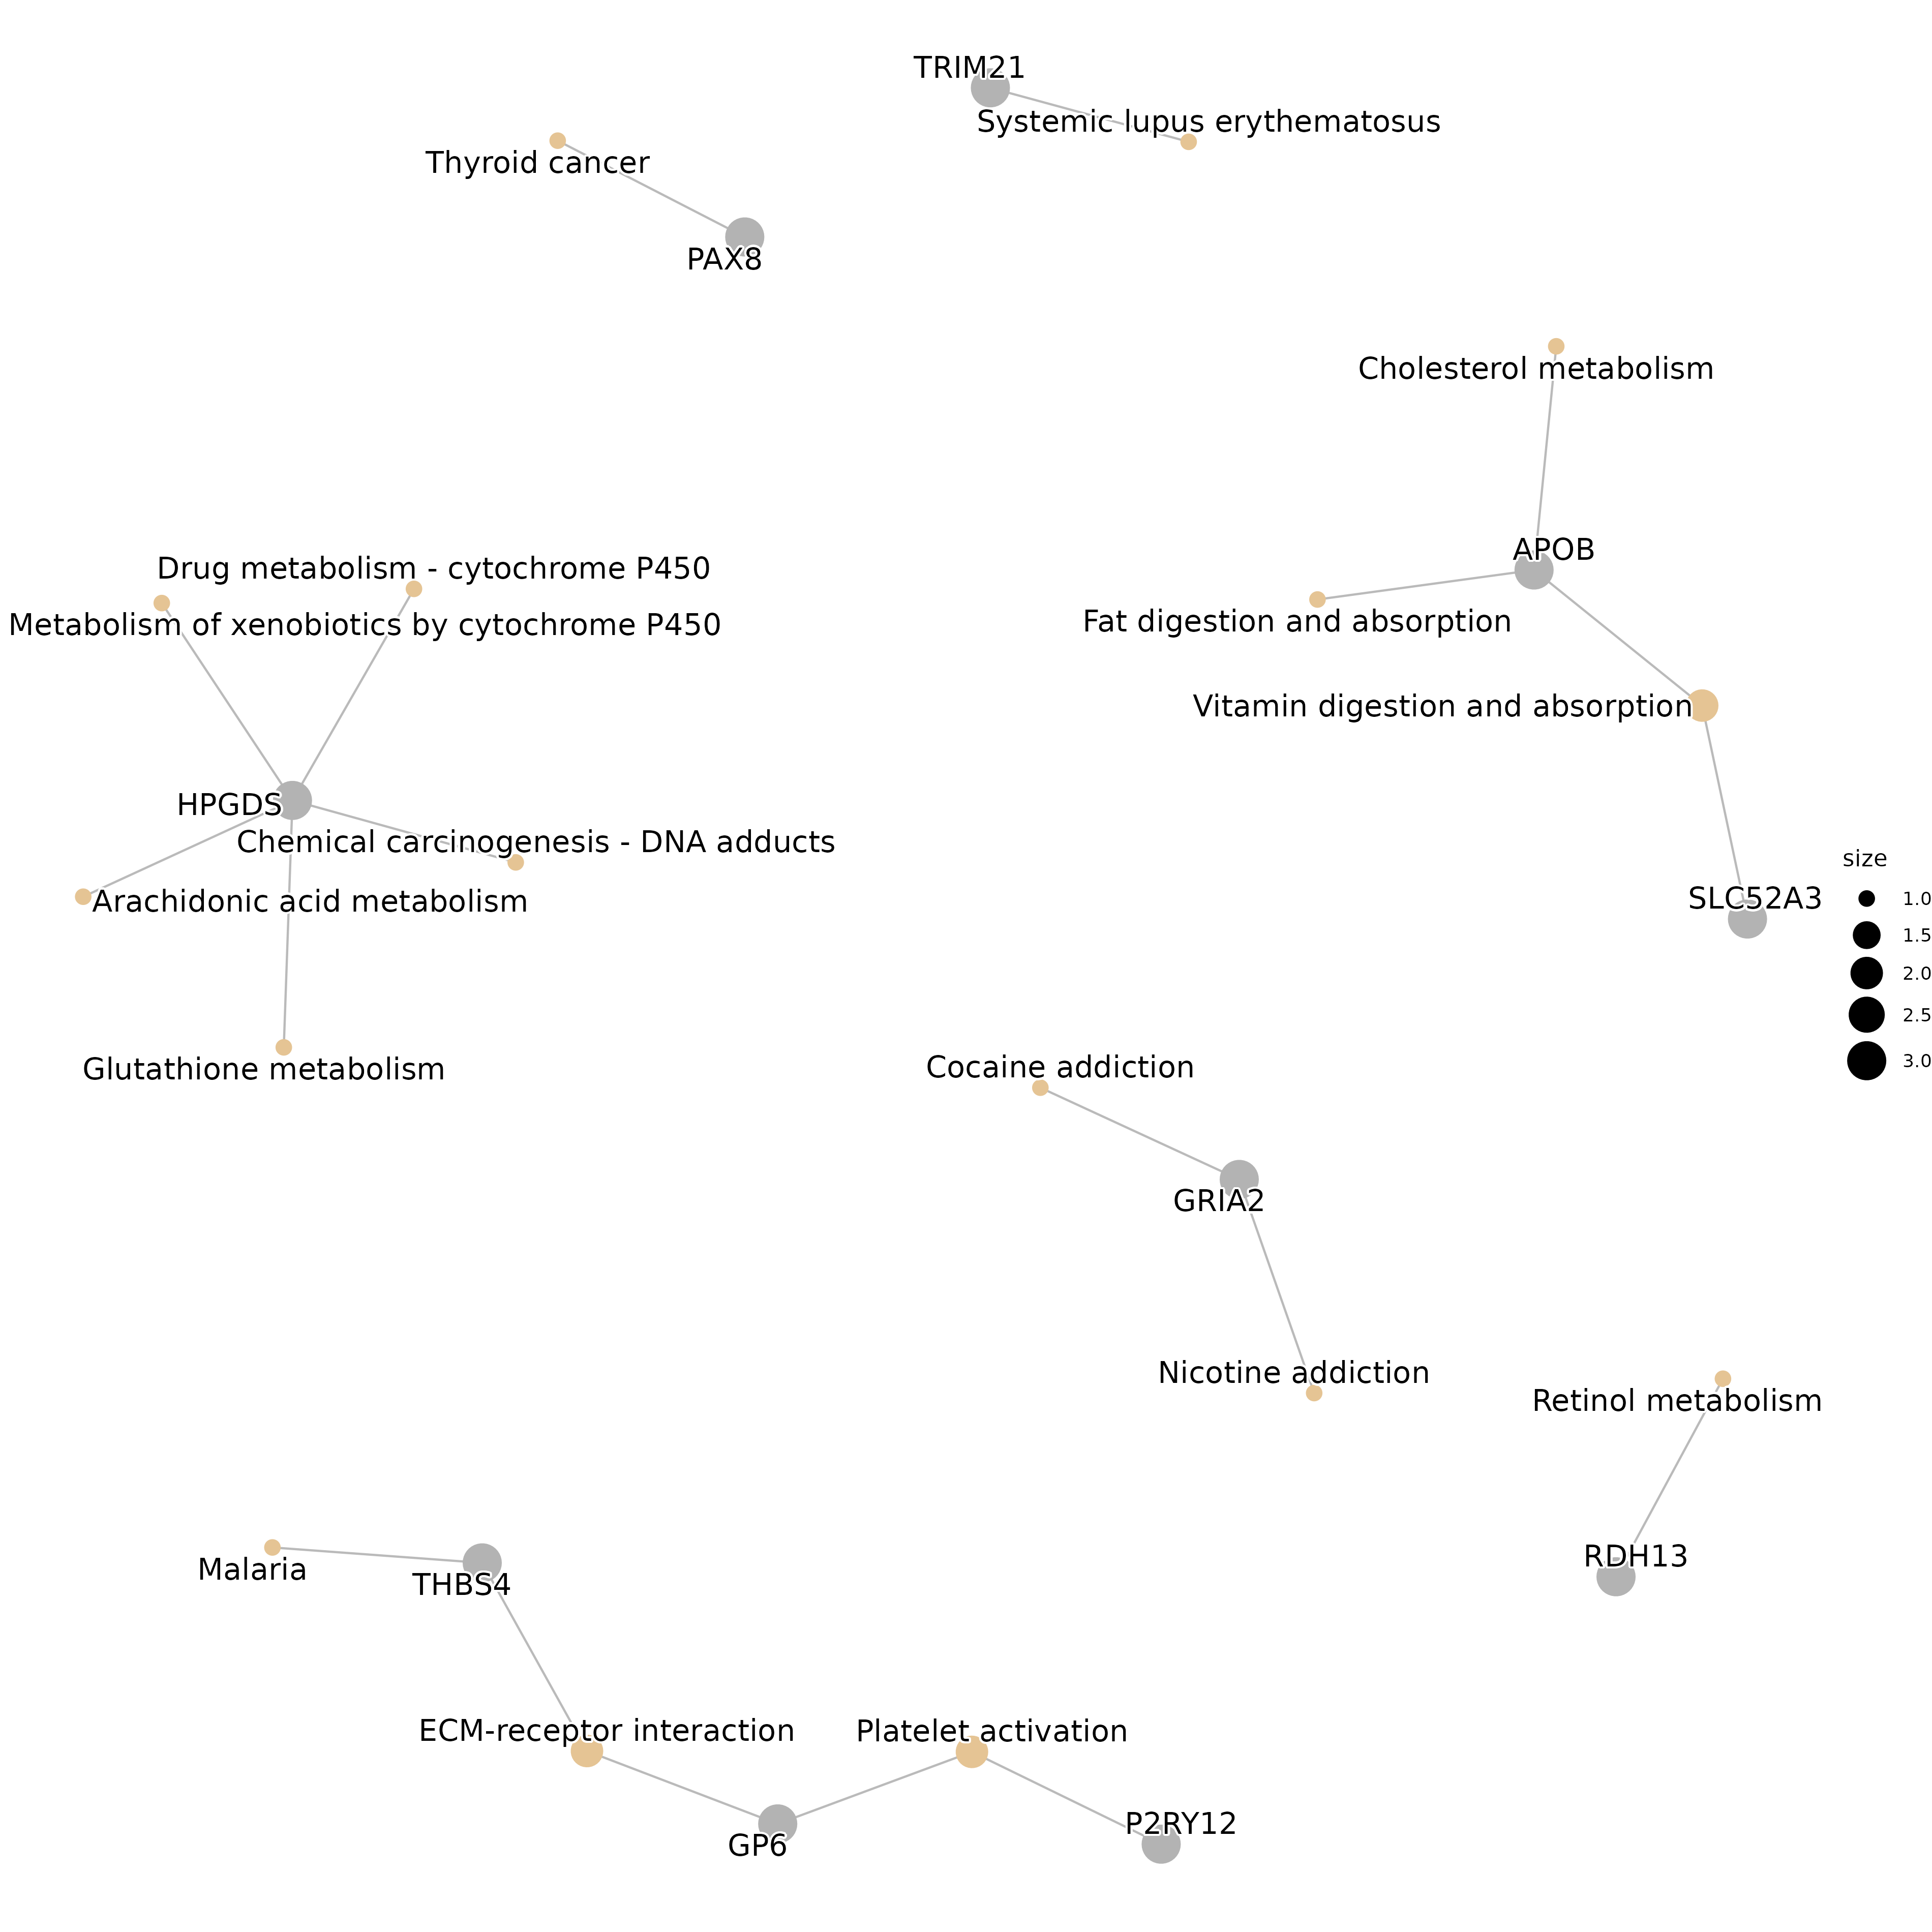 TRIM21
Systemic lupus erythematosus
Thyroid cancer
PAX8
Cholesterol metabolism
APOB
Drug metabolism - cytochrome P450
Fat digestion and absorption
Metabolism of xenobiotics by cytochrome P450
Vitamin digestion and absorption
HPGDS
Chemical carcinogenesis - DNA adducts
Arachidonic acid metabolism
SLC52A3
size
1.0
1.5
2.0
2.5
3.0
Glutathione metabolism
Cocaine addiction
GRIA2
Nicotine addiction
Retinol metabolism
RDH13
Malaria
THBS4
ECM-receptor interaction
Platelet activation
P2RY12
GP6